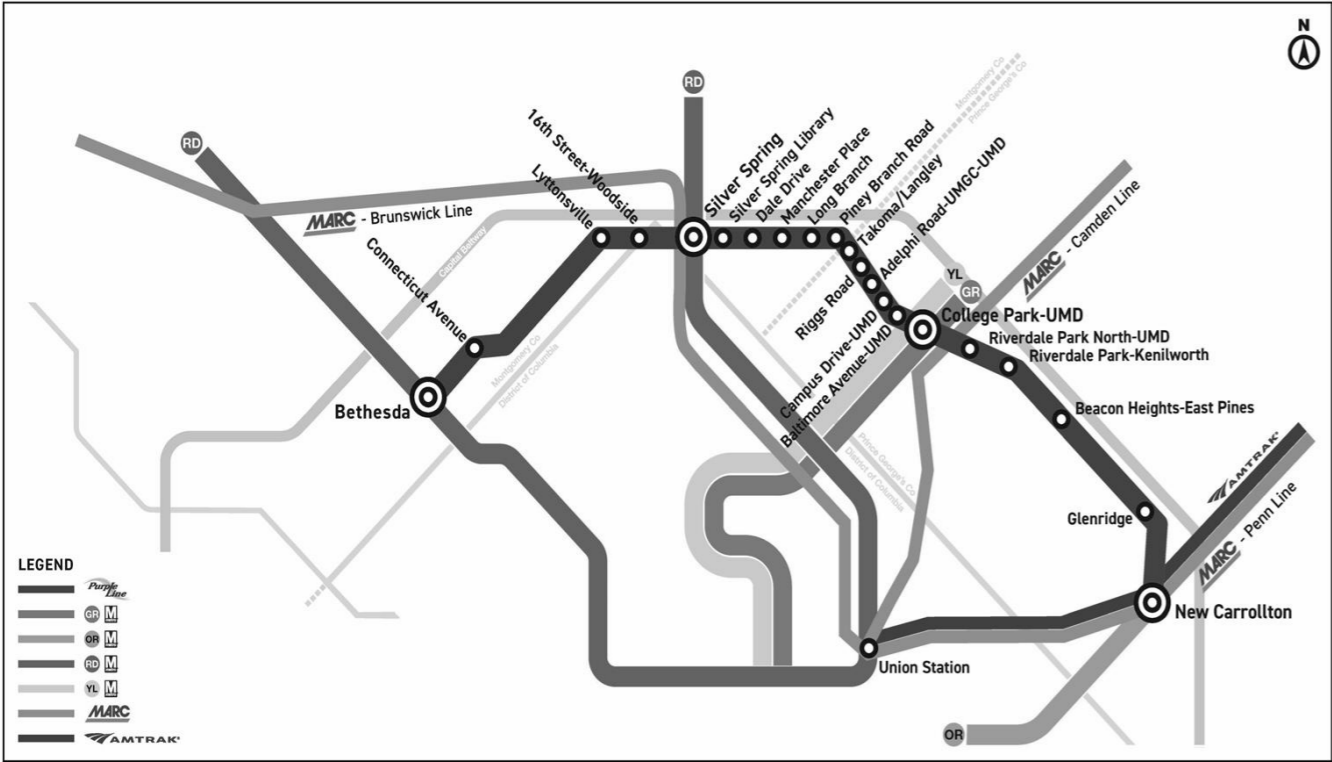 N
RD
RD
16th Street-Woodside
Lyttonsville
Connecticut Avenue
Silver Spring
Silver Spring Library
Dale Drive
Manchester Place
Long Branch
Piney Branch Road
Takoma/Langley
Adelphi Road-UMGC-UMD
Riggs Road
Campus Drive-UMD
Baltimore Avenue-UMD
Montgomery Co
Prince George's Co
MARC - Brunswick Line
Capital Beltway
Montgomery Co
District of Columbia
YL
GR
MARC - Camden Line
College Park-UMD
Riverdale Park North-UMD
Riverdale Park-Kenilworth
Bethesda
Beacon Heights-East Pines
Prince George's Co
District of Columbia
Glenridge
AMTRAK
MARC - Penn Line
New Carrollton
Union Station
OR
LEGEND
Purple Line
GR M
OR M
RD M
YL M
MARC
AMTRAK